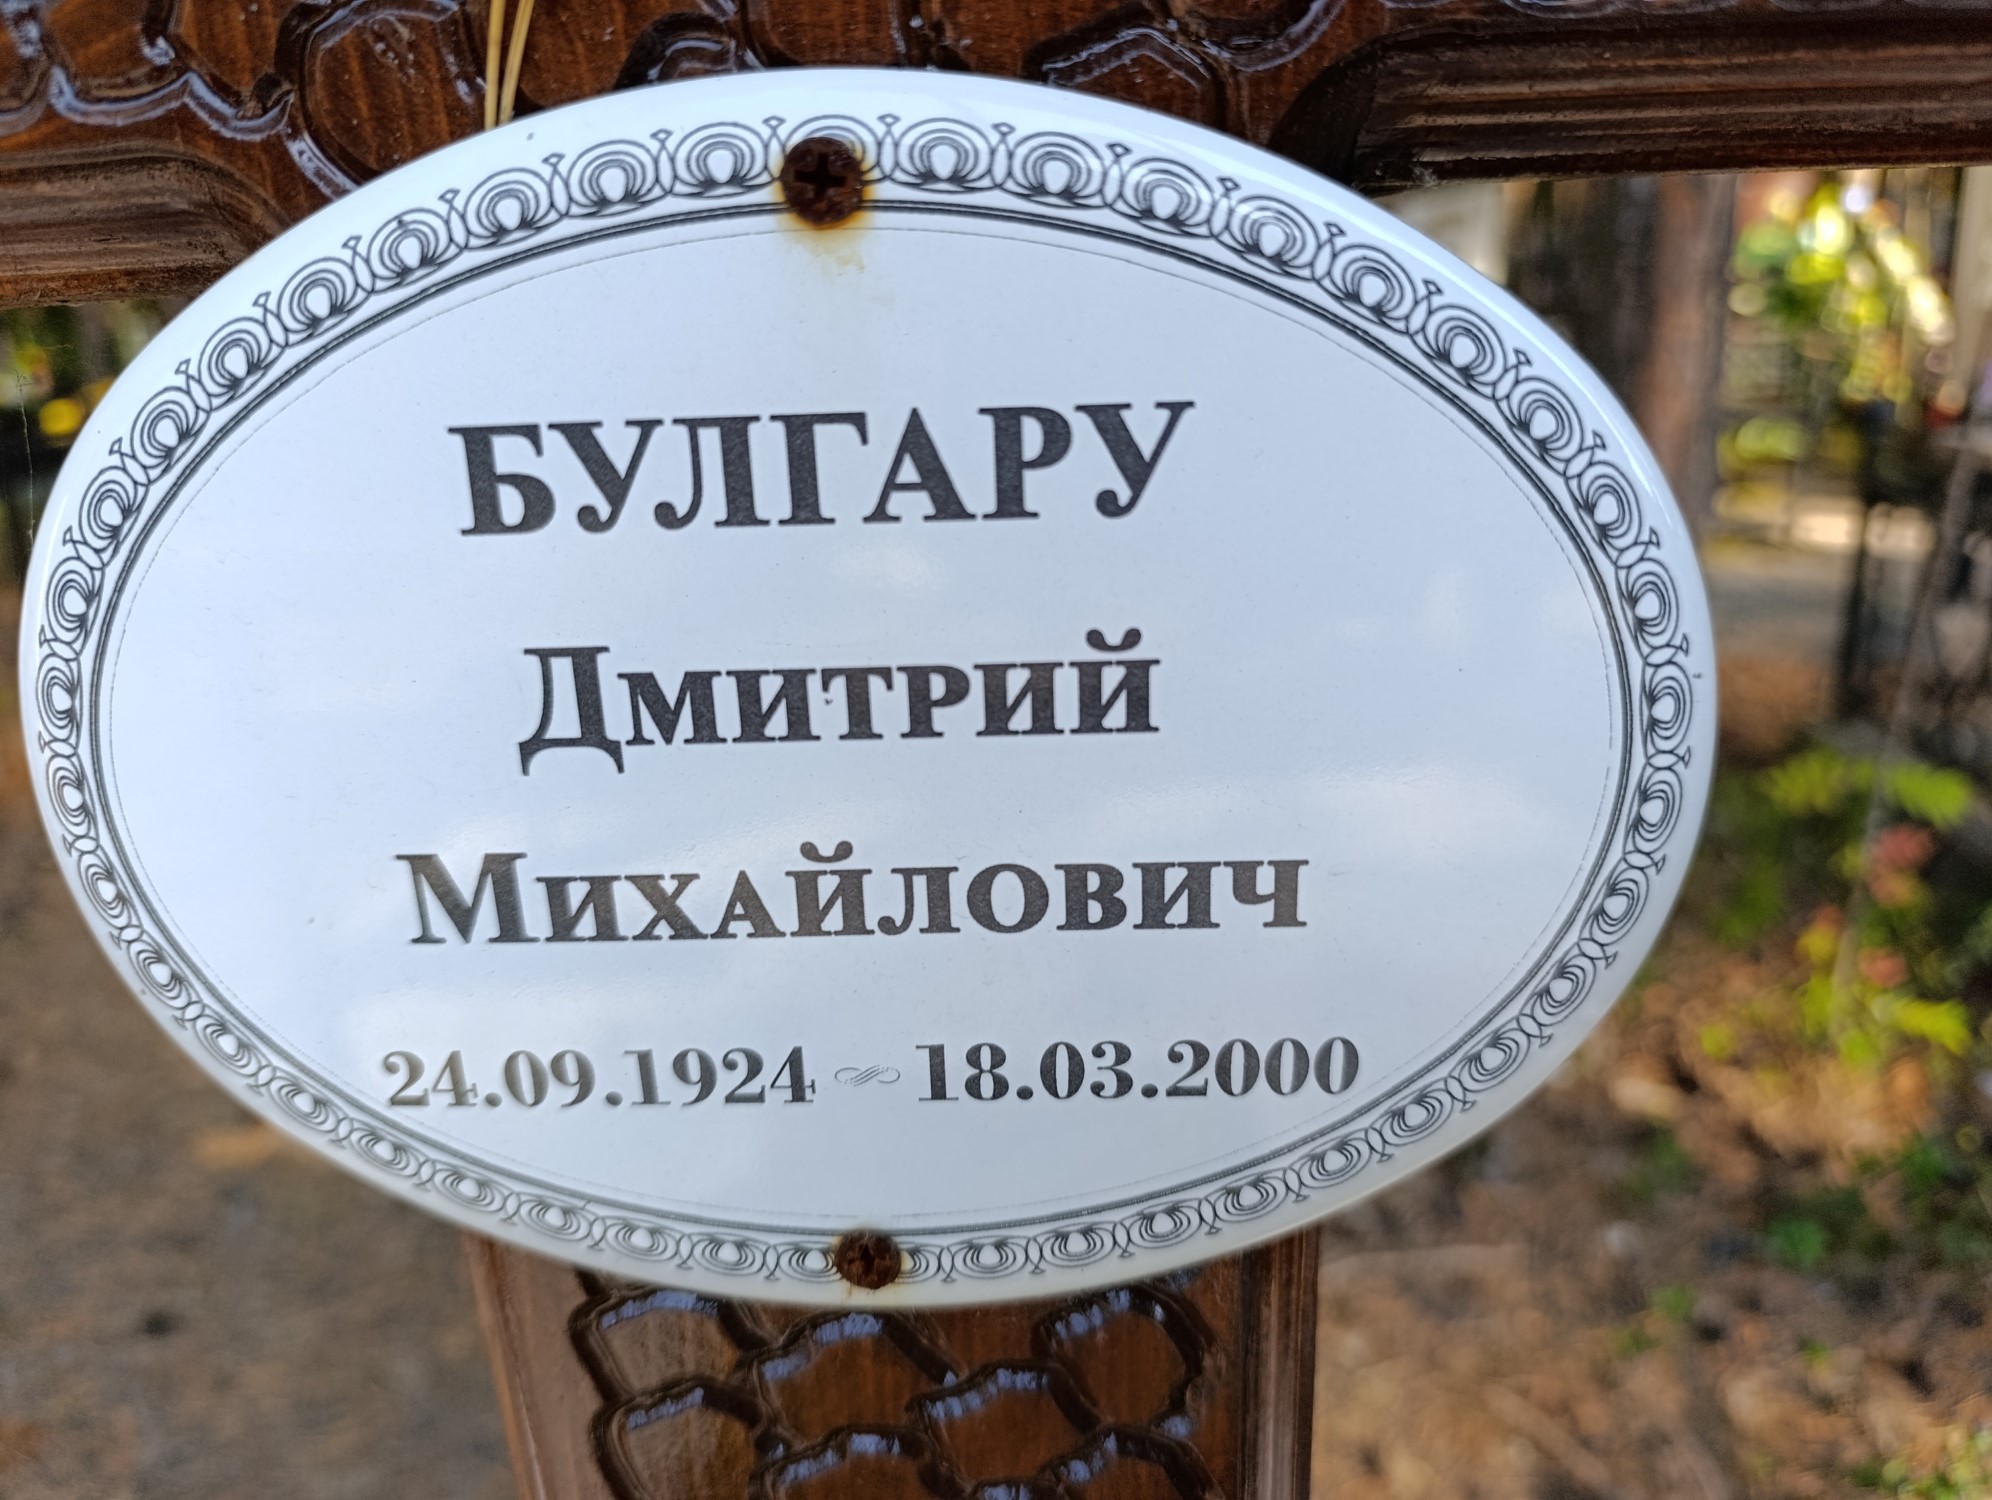 БУЛГАРУ
Дмитрий
Михайлович
24.09.1924 ~ 18.03.2000